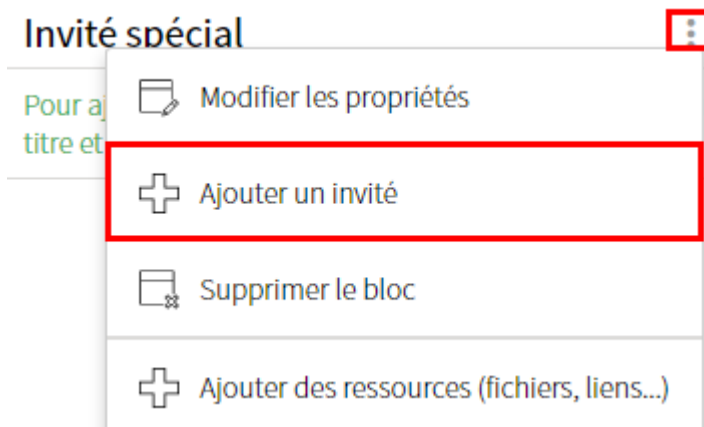 Invité spécial
Modifier les propriétés
Pour aj
titre et
Ajouter un invité
Supprimer le bloc
Ajouter des ressources (fichiers, liens...)